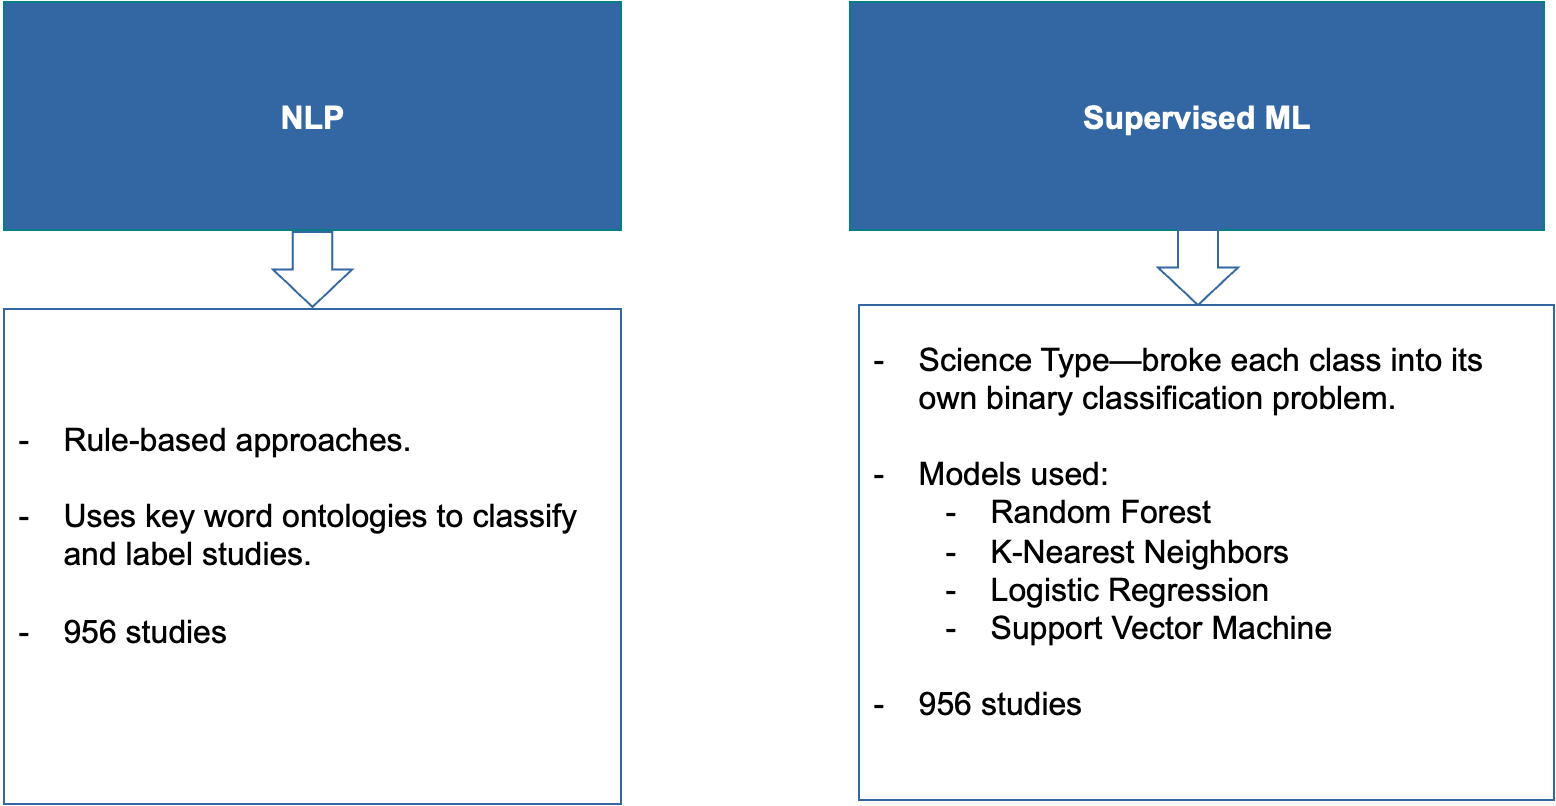 NLP
- Rule-based approaches.
- Uses key word ontologies to classify
and label studies.
- 956 studies
Supervised ML
- Science Type—broke each class into its
own binary classification problem.
- Models used:
- Random Forest
- K-Nearest Neighbors
- Logistic Regression
- Support Vector Machine
- 956 studies